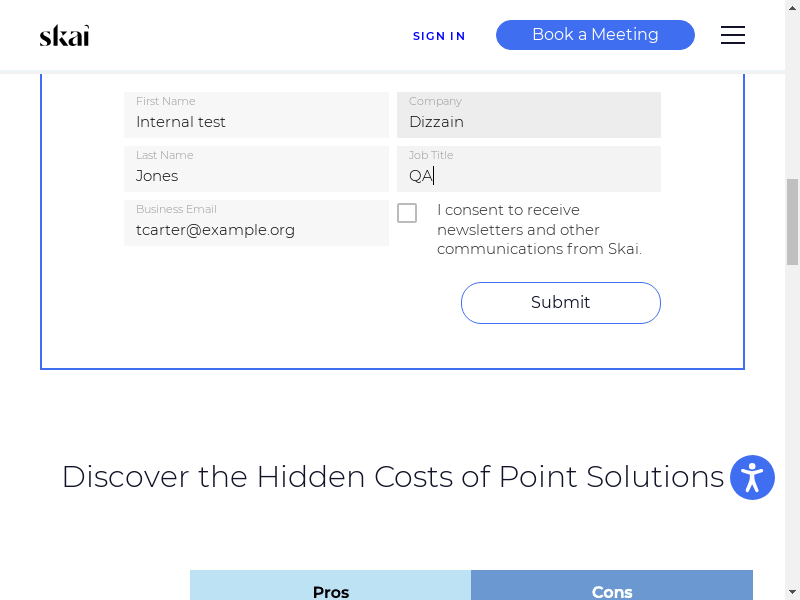 skai
SIGN IN
Book a Meeting
First Name
Internal test
Company
Dizzain
Last Name
Jones
Job Title
QA
Business Email
tcarter@example.org
I consent to receive
newsletters and other
communications from Skai.
Submit
Discover the Hidden Costs of Point Solutions
Pros
Cons